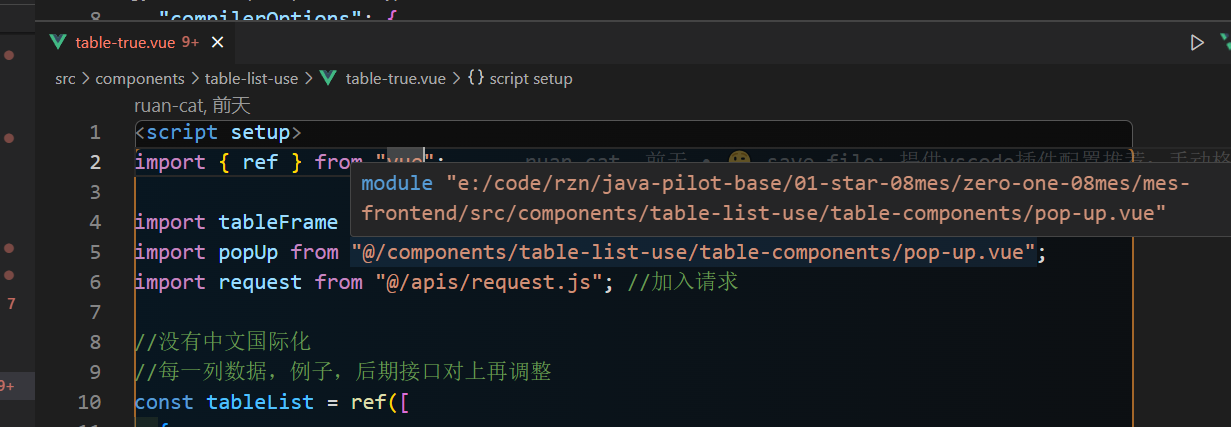 8 "compilerOptions": {
table-true.vue 9+
src > components > table-list-use > table-true.vue > {} script setup
ruan-cat, 前天
1 <script setup>
2 import { ref } from "vue"; ruan-cat, 前天 • save file: 提供vscode插件配置推荐; 手动格
module "e:/code/rzn/java-pilot-base/01-star-08mes/zero-one-08mes/mes-
frontend/src/components/table-list-use/table-components/pop-up.vue"
3
4 import tableFrame
5 import popUp from "@/components/table-list-use/table-components/pop-up.vue";
6 import request from "@/apis/request.js"; //加入请求
7
7
8 //没有中文国际化
9 //每一列数据，例子，后期接口对上再调整
9+
10 const tableList = ref([